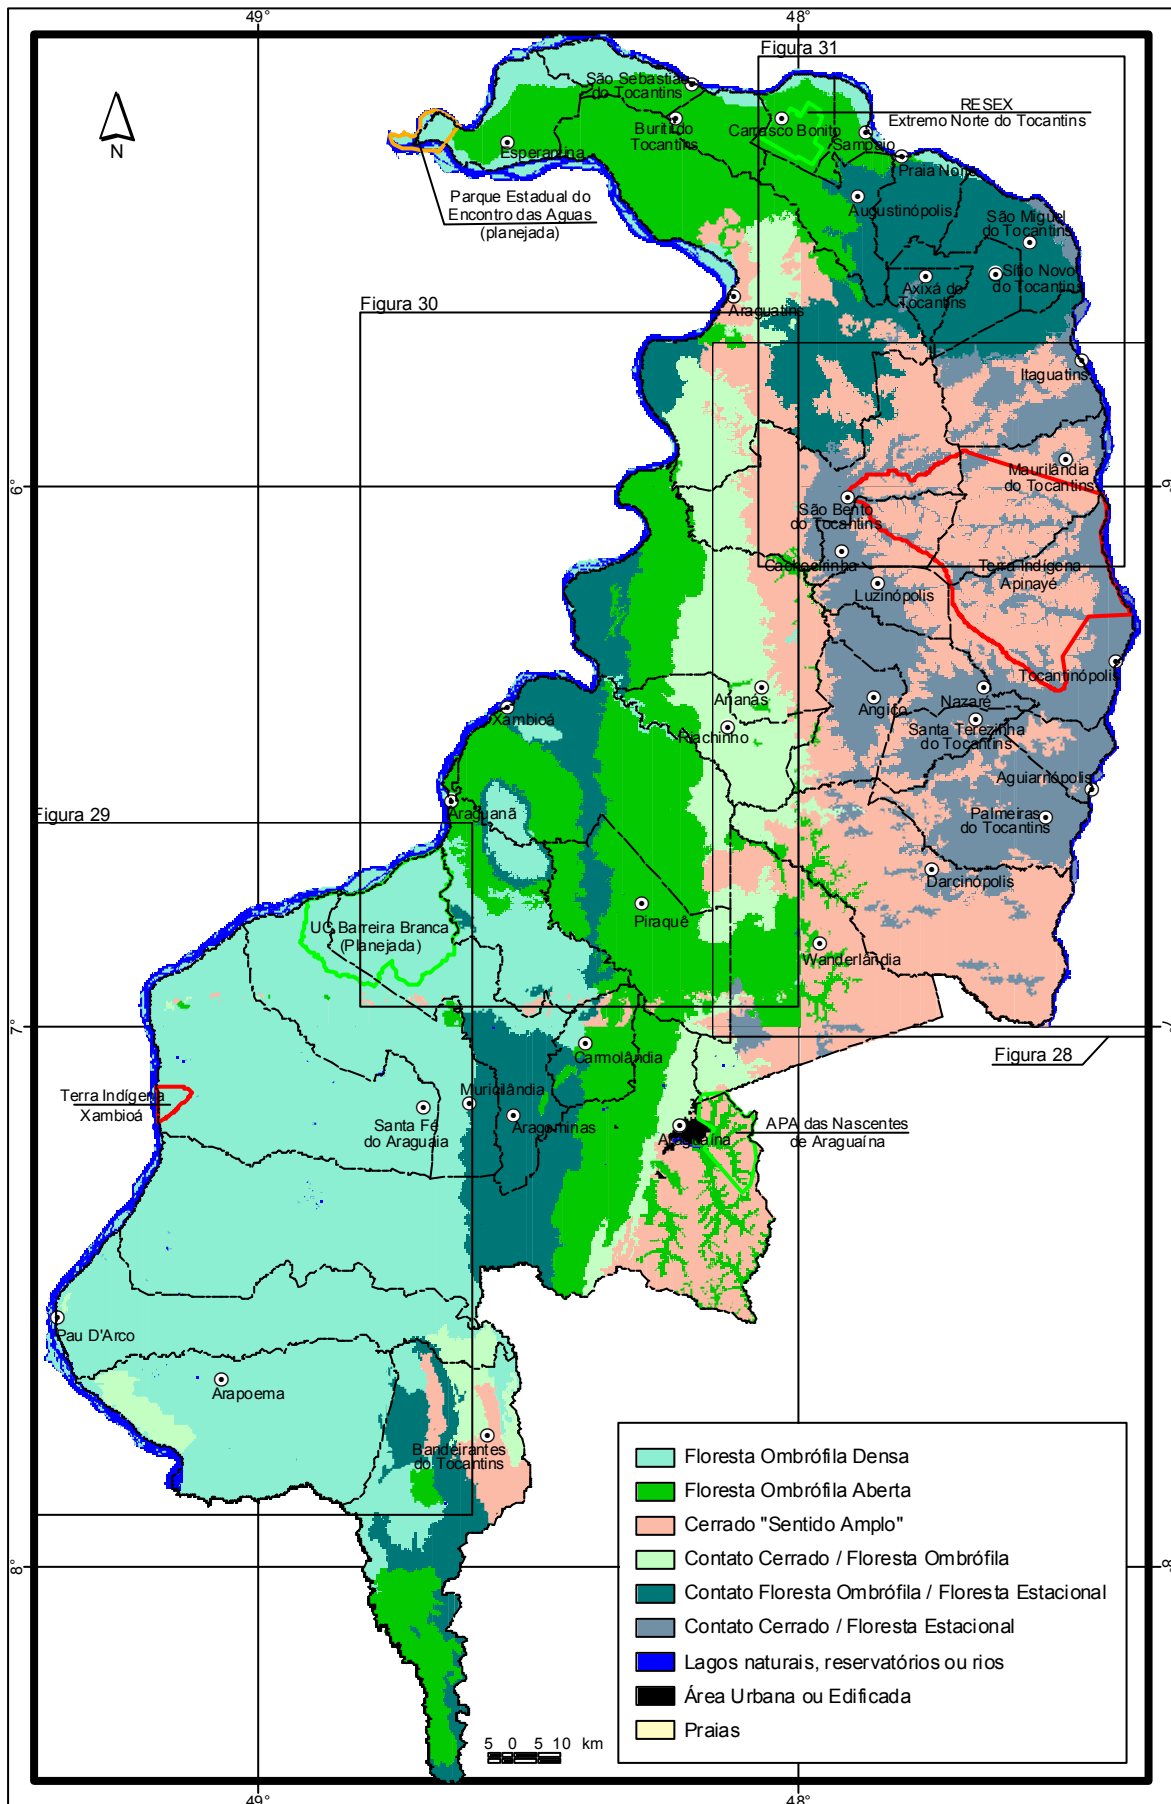 49°
48°
Figura 31
São Sebastião
do Tocantins
RESEX
Extremo Norte do Tocantins
N
Buriti do
Tocantins
Carrasco Bonito
Sampaio
Esperantina
Praia Norte
Parque Estadual do
Encontro das Aguas
(planejada)
Augustinópolis
São Miguel
do Tocantins
Sítio Novo
do Tocantins
Axixá do
Tocantins
Figura 30
Araguatins
Itaguatins
Maurilândia
do Tocantins
6°
6°
São Bento
do Tocantins
Cachoeirinha
Terra Indígena
Apinayé
Luzinópolis
Tocantinópolis
Ananás
Angico
Nazaré
Xambioá
Riachinho
Santa Terezinha
do Tocantins
Aguiarnópolis
Araguanã
Palmeiras
do Tocantins
Figura 29
Darcinópolis
Piraquê
UC Barreira Branca
(Planejada)
Wanderlândia
7°
7°
Carmolândia
Figura 28
Terra Indígena
Xambioá
Muricilândia
Santa Fé
do Araguaia
Aragominas
Araguaína
APA das Nascentes
de Araguaína
Pau D'Arco
Arapoema
Bandeirantes
do Tocantins
Floresta Ombrófila Densa
Floresta Ombrófila Aberta
Cerrado "Sentido Amplo"
Contato Cerrado / Floresta Ombrófila
8°
8°
Contato Floresta Ombrófila / Floresta Estacional
Contato Cerrado / Floresta Estacional
Lagos naturais, reservatórios ou rios
Área Urbana ou Edificada
Praias
5 0 5 10 km
49°
48°